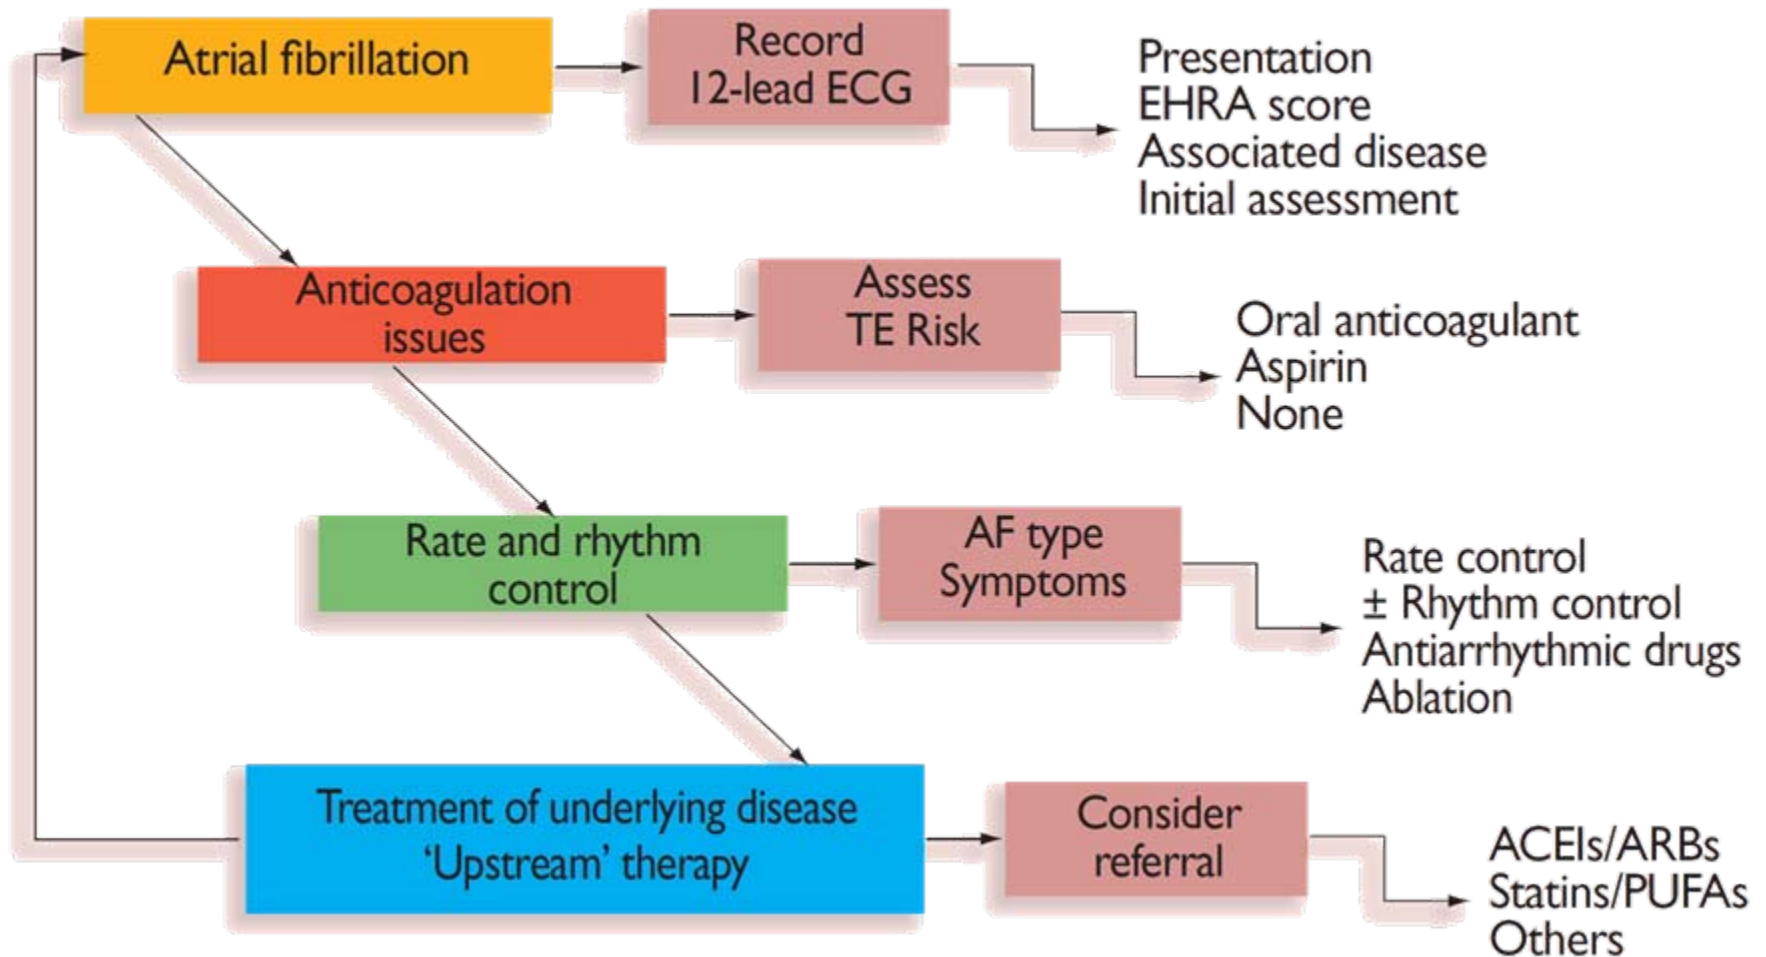 Atrial fibrillation
Record
12-lead ECG
Presentation
EHRA score
Associated disease
Initial assessment
Anticoagulation
issues
Assess
TE Risk
Oral anticoagulant
Aspirin
None
Rate and rhythm
control
AF type
Symptoms
Rate control
± Rhythm control
Antiarrhythmic drugs
Ablation
Treatment of underlying disease
‘Upstream’ therapy
Consider
referral
ACEIs/ARBs
Statins/PUFAs
Others